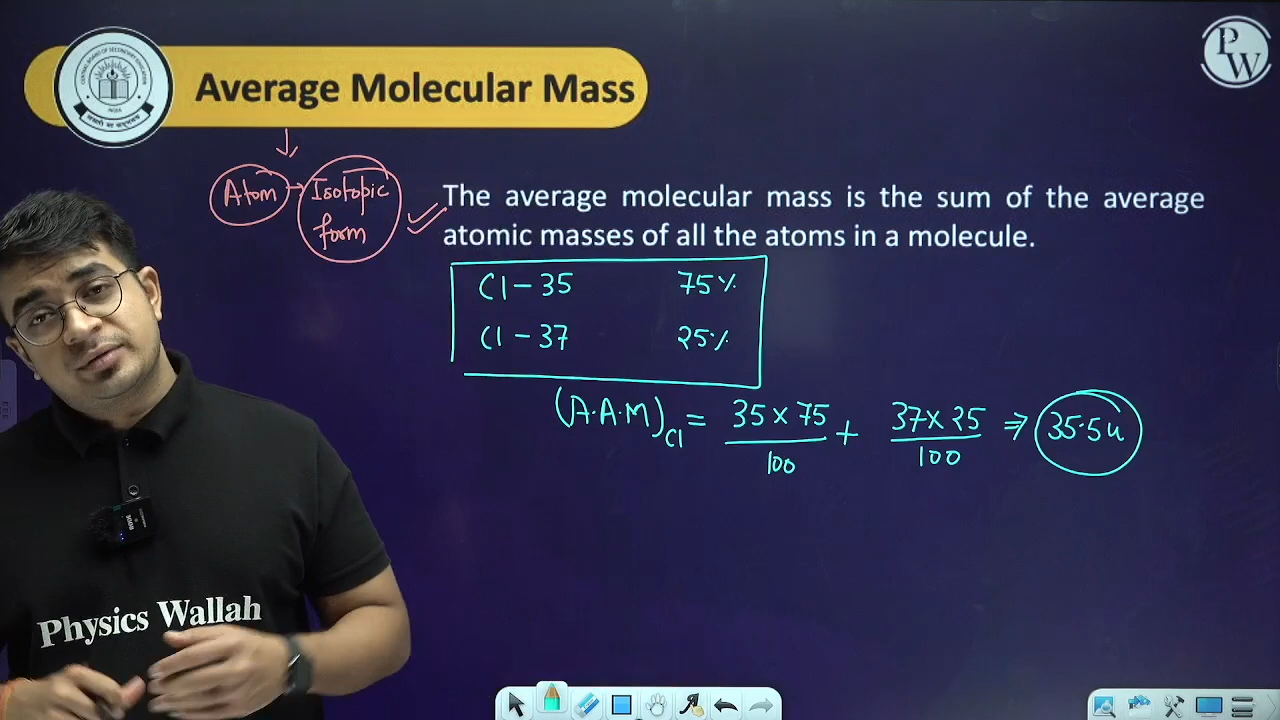 Average Molecular Mass
PW
Atom → Isotopic
form
The average molecular mass is the sum of the average
atomic masses of all the atoms in a molecule.
Cl - 35 75%
Cl - 37 25%
(A.A.M)Cl = 35 x 75 / 100 + 37 x 25 / 100 ⇒ 35.5u
Physics Wallah